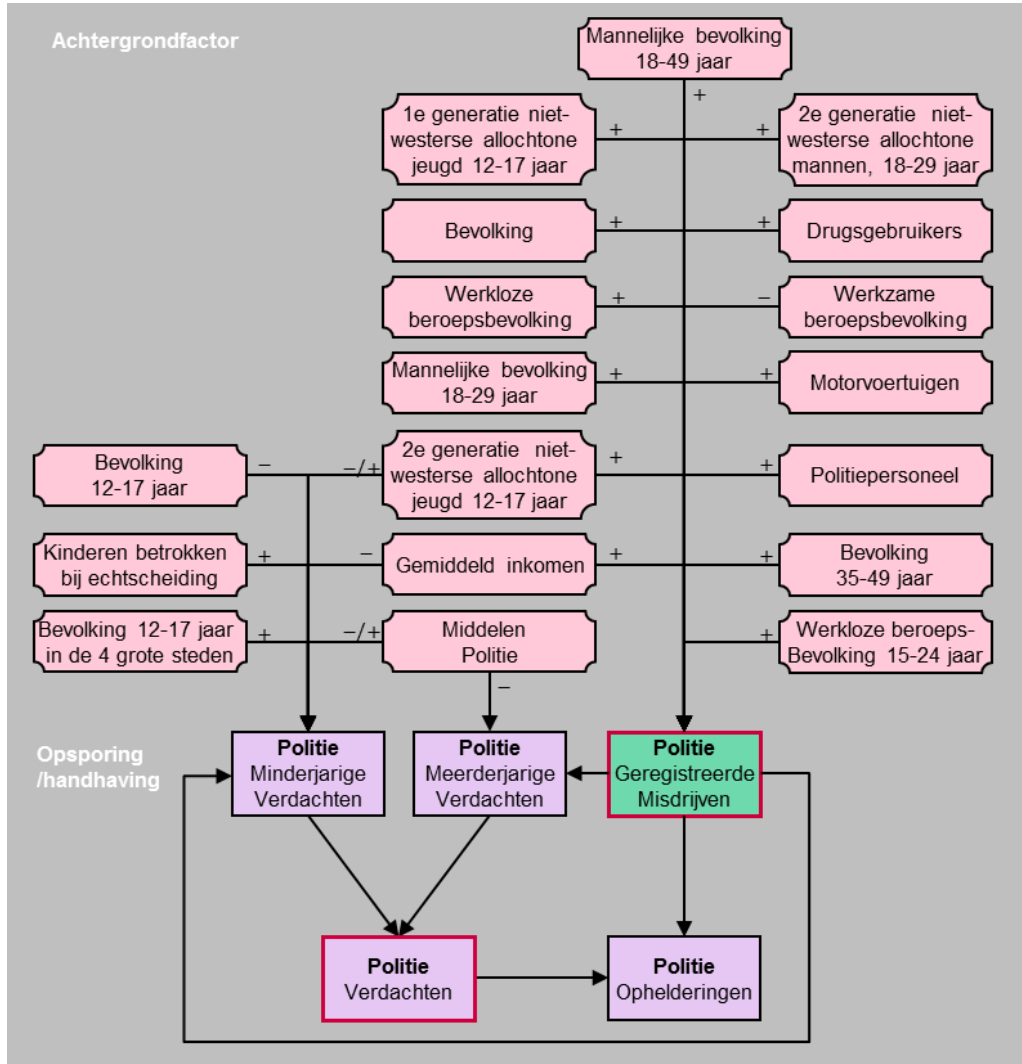 Achtergrondfactor
Mannelijke bevolking
18-49 jaar
+
1e generatie niet-
westerse allochtone
jeugd 12-17 jaar
+
+
2e generatie niet-
westerse allochtone
mannen, 18-29 jaar
Bevolking
+
+
Drugsgebruikers
Werkloze
beroepsbevolking
+
−
Werkzame
beroepsbevolking
Mannelijke bevolking
18-29 jaar
+
+
Motorvoertuigen
Bevolking
12-17 jaar
−
−/+
2e generatie niet-
westerse allochtone
jeugd 12-17 jaar
+
+
Politiepersoneel
Kinderen betrokken
bij echtscheiding
+
−
Gemiddeld inkomen
+
+
Bevolking
35-49 jaar
Bevolking 12-17 jaar
in de 4 grote steden
+
−/+
Middelen
Politie
−
+
Werkloze beroeps-
Bevolking 15-24 jaar
Opsporing
/handhaving
Politie
Minderjarige
Verdachten
Politie
Meerderjarige
Verdachten
Politie
Geregistreerde
Misdrijven
Politie
Verdachten
Politie
Ophelderingen